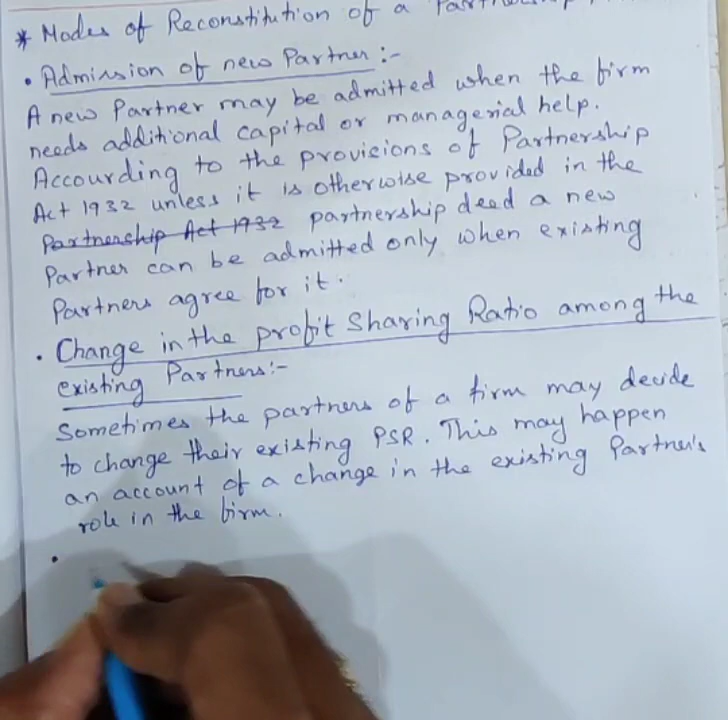 * Modes of Reconstitution of a Partnership
• Admission of new Partner :-
A new Partner may be admitted when the firm
needs additional capital or managerial help.
Accourding to the provisions of Partnership
Act 1932 unless it is otherwise provided in the
Partnership Act 1932 partnership deed a new
Partner can be admitted only when existing
Partners agree for it.
• Change in the profit Sharing Ratio among the
existing Partners:-
Sometimes the partners of a firm may decide
to change their existing PSR. This may happen
an account of a change in the existing Partner's
role in the firm.
•